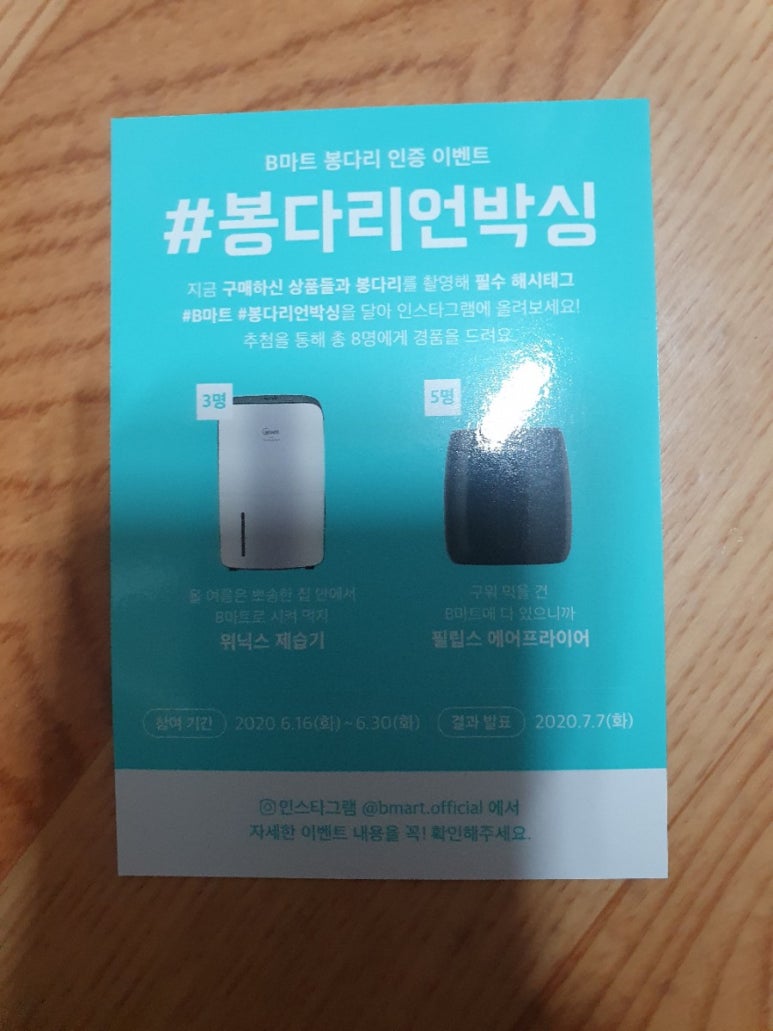 B마트 봉다리 인증 이벤트
#봉다리언박싱
지금 구매하신 상품들과 봉다리를 촬영해 필수 해시태그
#B마트 #봉다리언박싱을 달아 인스타그램에 올려보세요!
추첨을 통해 총 8명에게 경품을 드려요.
3명
5명
올 여름은 뽀송한 집 안에서
B마트로 시켜 먹지
위닉스 제습기
구워 먹을 건
B마트에 다 있으니까
필립스 에어프라이어
참여 기간 2020 6.16(화)~6.30(화) 결과 발표 2020.7.7(화)
인스타그램 @bmart.official 에서
자세한 이벤트 내용을 꼭! 확인해주세요.